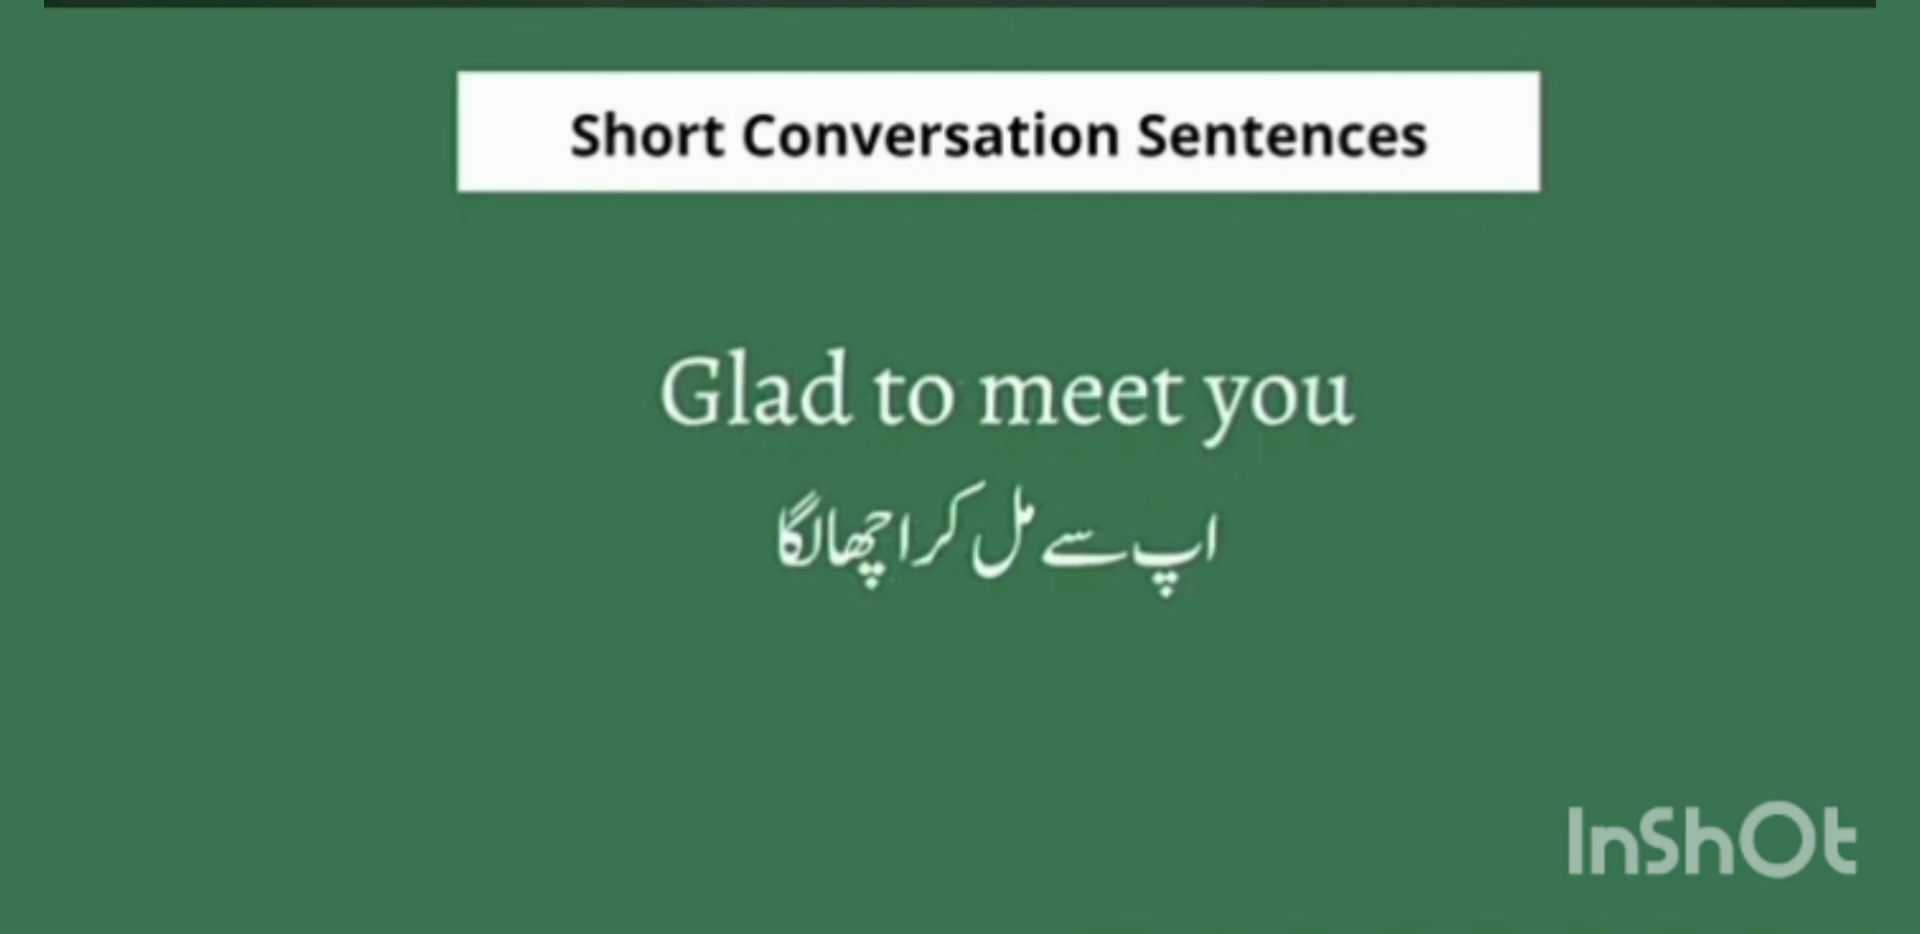 Short Conversation Sentences
Glad to meet you
اپ سے مل کر اچھا لگا
InShOt